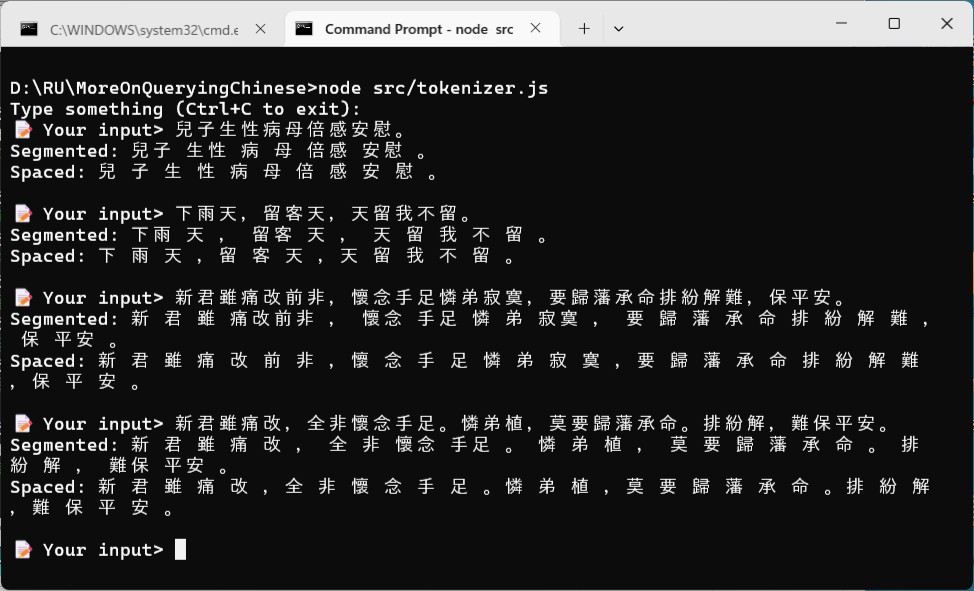 C:\WINDOWS\system32\cmd.e
Command Prompt - node src
D:\RU\MoreOnQueryingChinese>node src/tokenizer.js
Type something (Ctrl+C to exit):
📝 Your input> 兒子生性病母倍感安慰。
Segmented: 兒子 生性 病 母 倍感 安慰 。
Spaced: 兒 子 生 性 病 母 倍 感 安 慰 。
📝 Your input> 下雨天，留客天，天留我不留。
Segmented: 下雨 天 ， 留客 天 ， 天 留 我 不 留 。
Spaced: 下 雨 天 ，留 客 天 ，天 留 我 不 留 。
📝 Your input> 新君雖痛改前非，懷念手足憐弟寂寞，要歸藩承命排紛解難，保平安。
Segmented: 新 君 雖 痛改前非 ， 懷念 手足 憐 弟 寂寞 ， 要 歸 藩 承 命 排 紛 解 難 ，
保 平安 。
Spaced: 新 君 雖 痛 改 前 非 ，懷 念 手 足 憐 弟 寂 寞 ，要 歸 藩 承 命 排 紛 解 難
，保 平 安 。
📝 Your input> 新君雖痛改，全非懷念手足。憐弟植，莫要歸藩承命。排紛解，難保平安。
Segmented: 新 君 雖 痛 改 ， 全 非 懷念 手足 。 憐 弟 植 ， 莫 要 歸 藩 承 命 。 排
紛 解 ， 難保 平安 。
Spaced: 新 君 雖 痛 改 ，全 非 懷 念 手 足 。憐 弟 植 ，莫 要 歸 藩 承 命 。排 紛 解
，難 保 平 安 。
📝 Your input>